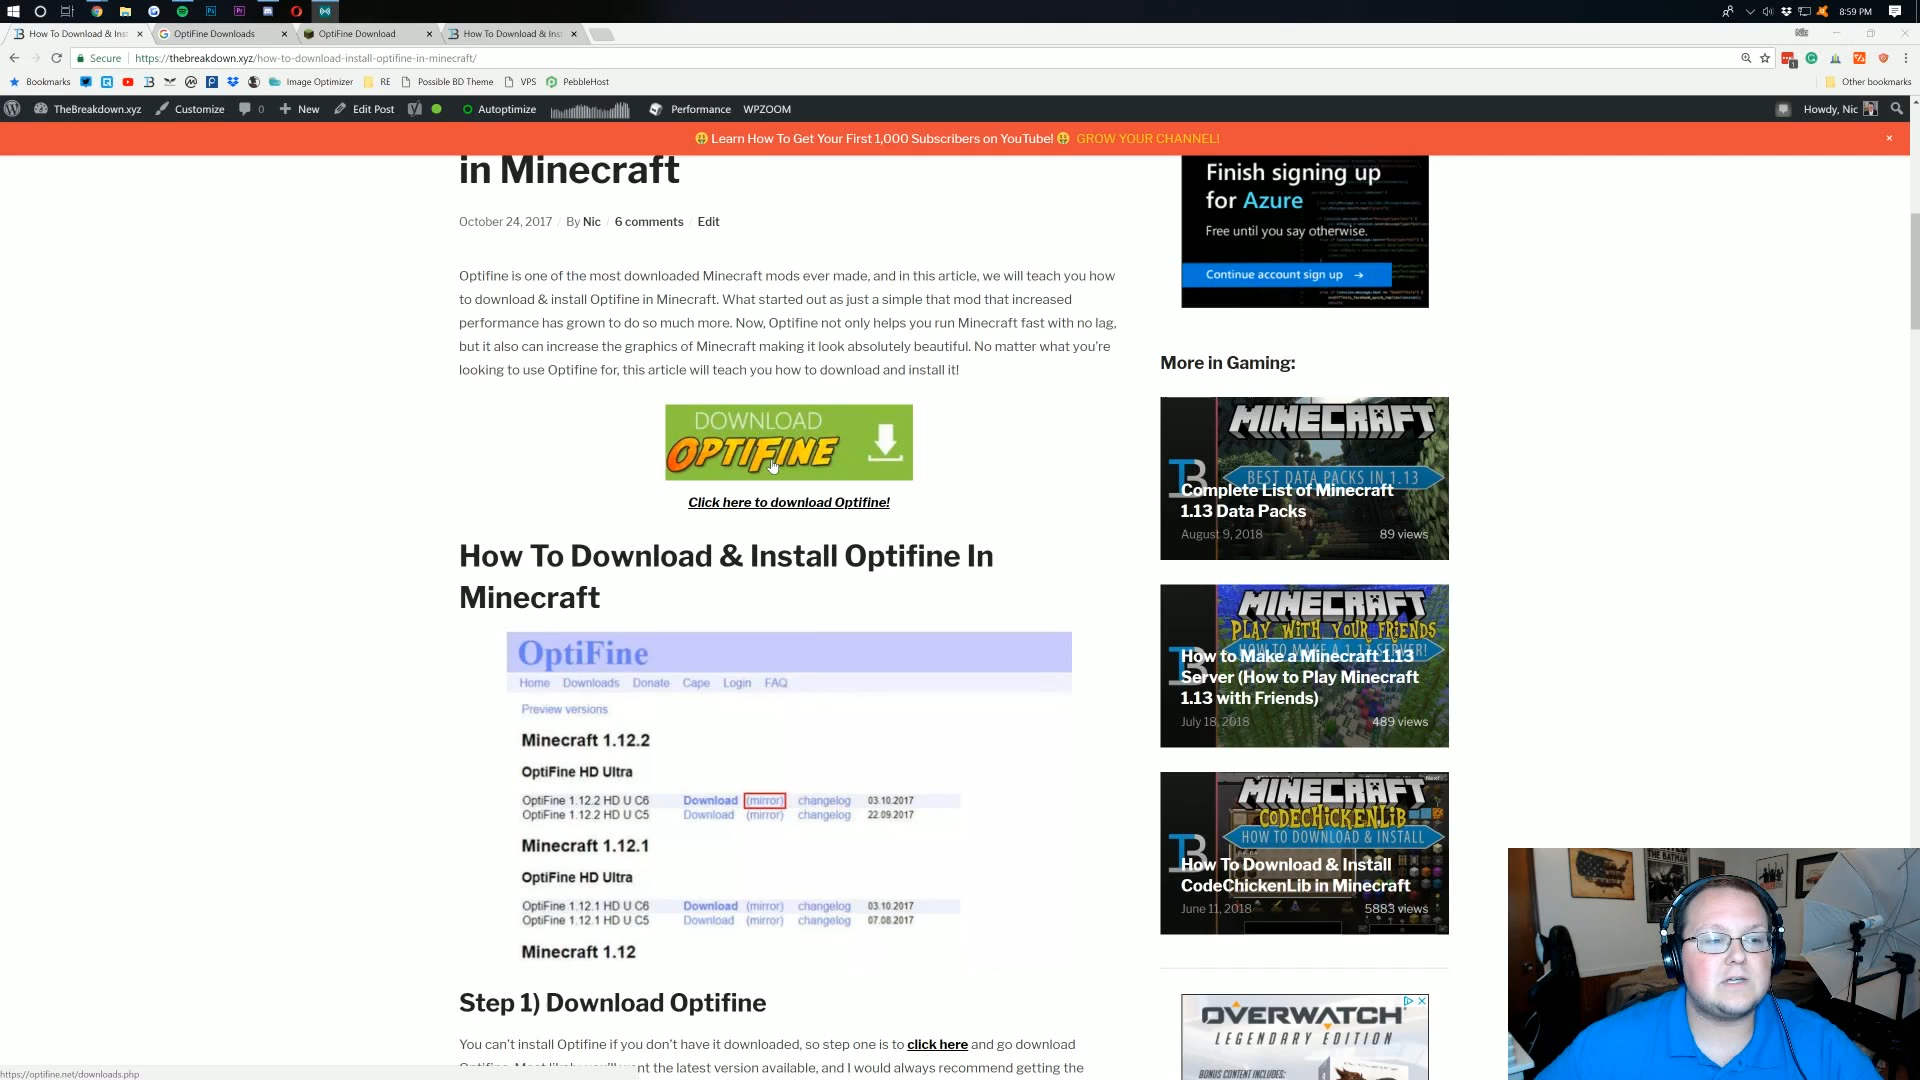 8:59 PM
How To Download & Inst
OptiFine Downloads
OptiFine Download
How To Download & Inst
Nic
Secure
https://thebreakdown.xyz/how-to-download-install-optifine-in-minecraft/
Bookmarks
Image Optimizer
RE
Possible BD Theme
VPS
PebbleHost
Other bookmarks
TheBreakdown.xyz
Customize
0
New
Edit Post
Autoptimize
Performance
WPZOOM
Howdy, Nic
Learn How To Get Your First 1,000 Subscribers on YouTube! GROW YOUR CHANNEL!
in Minecraft
October 24, 2017 / By Nic / 6 comments / Edit
Optifine is one of the most downloaded Minecraft mods ever made, and in this article, we will teach you how
to download & install Optifine in Minecraft. What started out as just a simple that mod that increased
performance has grown to do so much more. Now, Optifine not only helps you run Minecraft fast with no lag,
but it also can increase the graphics of Minecraft making it look absolutely beautiful. No matter what you're
looking to use Optifine for, this article will teach you how to download and install it!
DOWNLOAD
OPTIFINE
Click here to download Optifine!
How To Download & Install Optifine In
Minecraft
OptiFine
Home Downloads Donate Cape Login FAQ
Preview versions
Minecraft 1.12.2
OptiFine HD Ultra
OptiFine 1.12.2 HD U C6 Download (mirror) changelog 03.10.2017
OptiFine 1.12.2 HD U C5 Download (mirror) changelog 22.09.2017
Minecraft 1.12.1
OptiFine HD Ultra
OptiFine 1.12.1 HD U C6 Download (mirror) changelog 03.10.2017
OptiFine 1.12.1 HD U C5 Download (mirror) changelog 07.08.2017
Minecraft 1.12
Step 1) Download Optifine
You can't install Optifine if you don't have it downloaded, so step one is to click here and go download
nt the latest version available, and I would always recommend getting the
https://optifine.net/downloads.php
Finish signing up
for Azure
Free until you say otherwise.
Continue account sign up →
More in Gaming:
MINECRAFT
BEST DATA PACKS IN 1.13
Complete List of Minecraft
1.13 Data Packs
August 9, 2018
89 views
MINECRAFT
PLAY WITH YOUR FRIENDS
HOW TO MAKE A 1.13 SERVER!
How to Make a Minecraft 1.13
Server (How to Play Minecraft
1.13 with Friends)
July 18, 2018
489 views
MINECRAFT
CODECHICKENLIB
HOW TO DOWNLOAD & INSTALL
How To Download & Install
CodeChickenLib in Minecraft
June 11, 2018
5883 views
OVERWATCH
LEGENDARY EDITION
BONUS CONTENT INCLUDES: